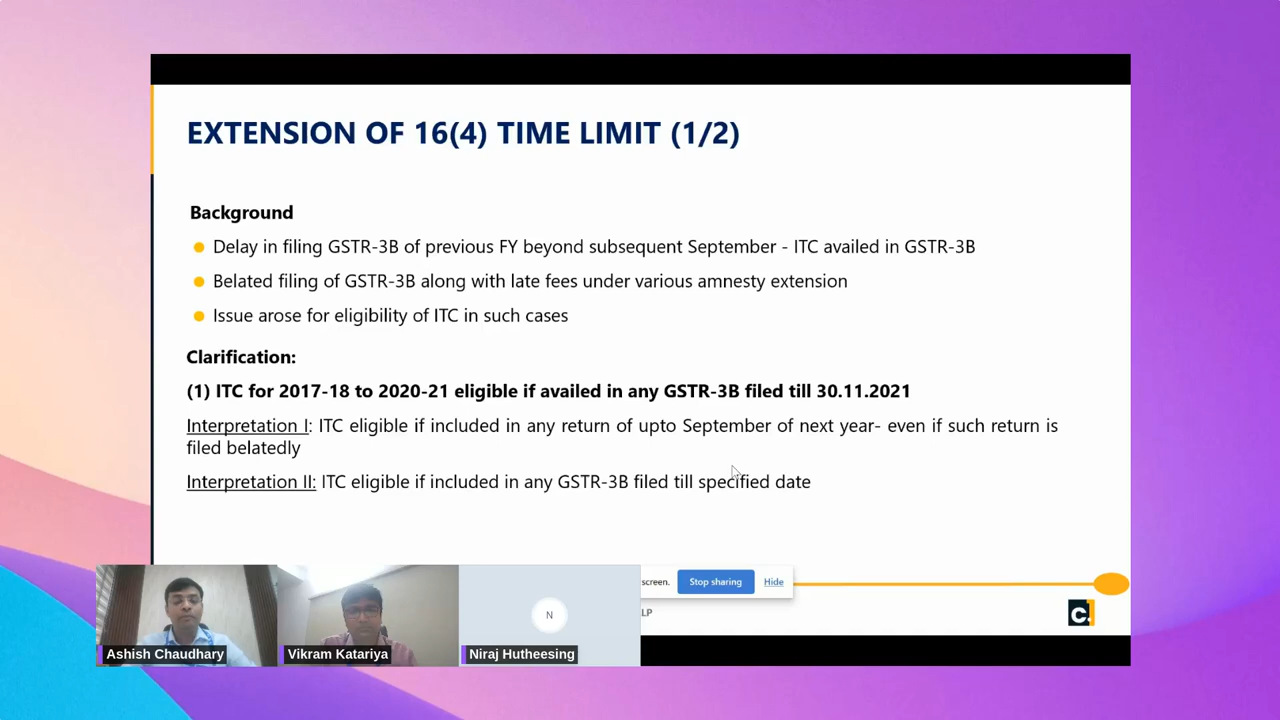 EXTENSION OF 16(4) TIME LIMIT (1/2)
Background
Delay in filing GSTR-3B of previous FY beyond subsequent September - ITC availed in GSTR-3B
Belated filing of GSTR-3B along with late fees under various amnesty extension
Issue arose for eligibility of ITC in such cases
Clarification:
(1) ITC for 2017-18 to 2020-21 eligible if availed in any GSTR-3B filed till 30.11.2021
Interpretation I: ITC eligible if included in any return of upto September of next year- even if such return is
filed belatedly
Interpretation II: ITC eligible if included in any GSTR-3B filed till specified date
screen. Stop sharing Hide
LP
c.
N
Ashish Chaudhary
Vikram Katariya
Niraj Hutheesing